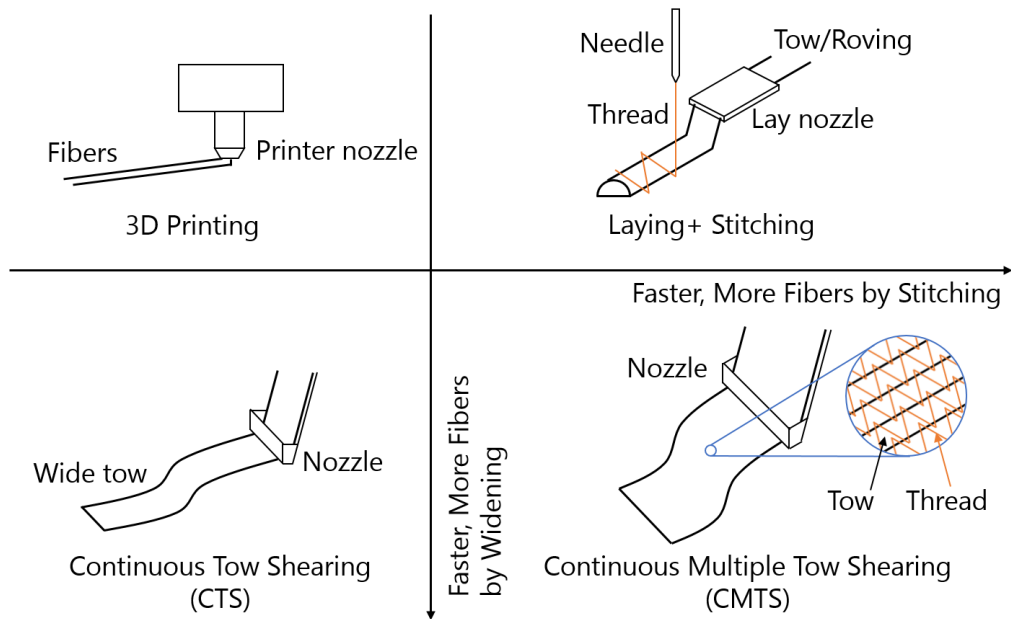 Fibers
Printer nozzle
3D Printing
Needle
Tow/Roving
Thread
Lay nozzle
Laying+ Stitching
Faster, More Fibers by Stitching
Wide tow
Nozzle
Continuous Tow Shearing
(CTS)
Faster, More Fibers
by Widening
Nozzle
Tow
Thread
Continuous Multiple Tow Shearing
(CMTS)